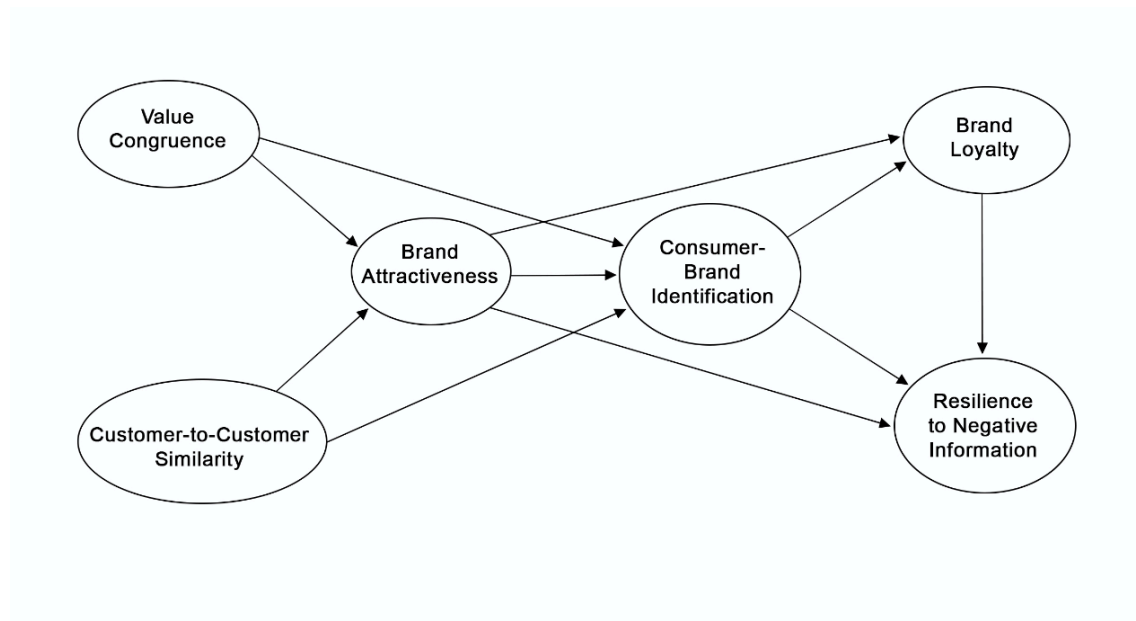 Value
Congruence
Brand
Attractiveness
Customer-to-Customer
Similarity
Consumer-
Brand
Identification
Brand
Loyalty
Resilience
to Negative
Information